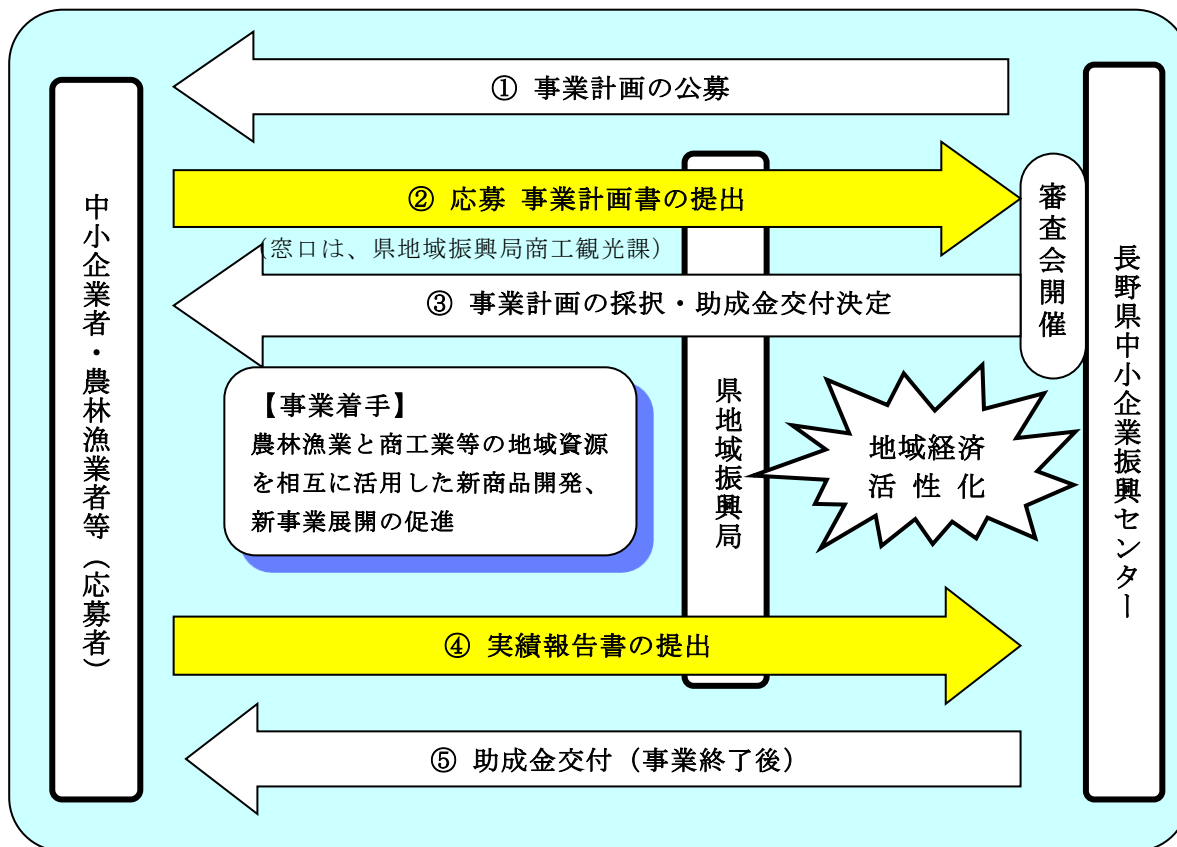 ① 事業計画の公募
② 応募 事業計画書の提出
(窓口は、県地域振興局商工観光課)
③ 事業計画の採択・助成金交付決定
審査会開催
中小企業者・農林漁業者等（応募者）
長野県中小企業振興センター
県地域振興局
【事業着手】
農林漁業と商工業等の地域資源
を相互に活用した新商品開発、
新事業展開の促進
地域経済
活 性 化
④ 実績報告書の提出
⑤ 助成金交付（事業終了後）